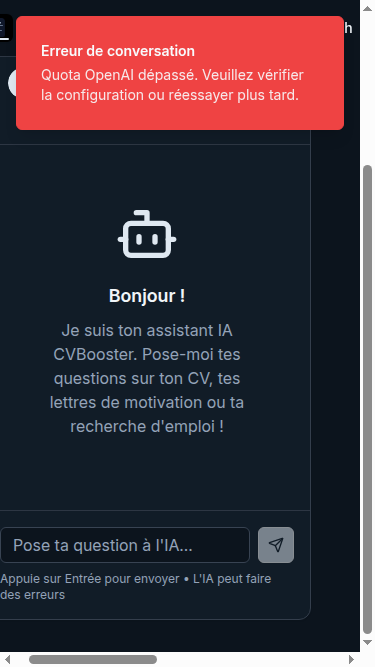 h
Erreur de conversation
Quota OpenAI dépassé. Veuillez vérifier
la configuration ou réessayer plus tard.
Bonjour !
Je suis ton assistant IA
CVBooster. Pose-moi tes
questions sur ton CV, tes
lettres de motivation ou ta
recherche d'emploi !
Pose ta question à l'IA...
Appuie sur Entrée pour envoyer • L'IA peut faire
des erreurs